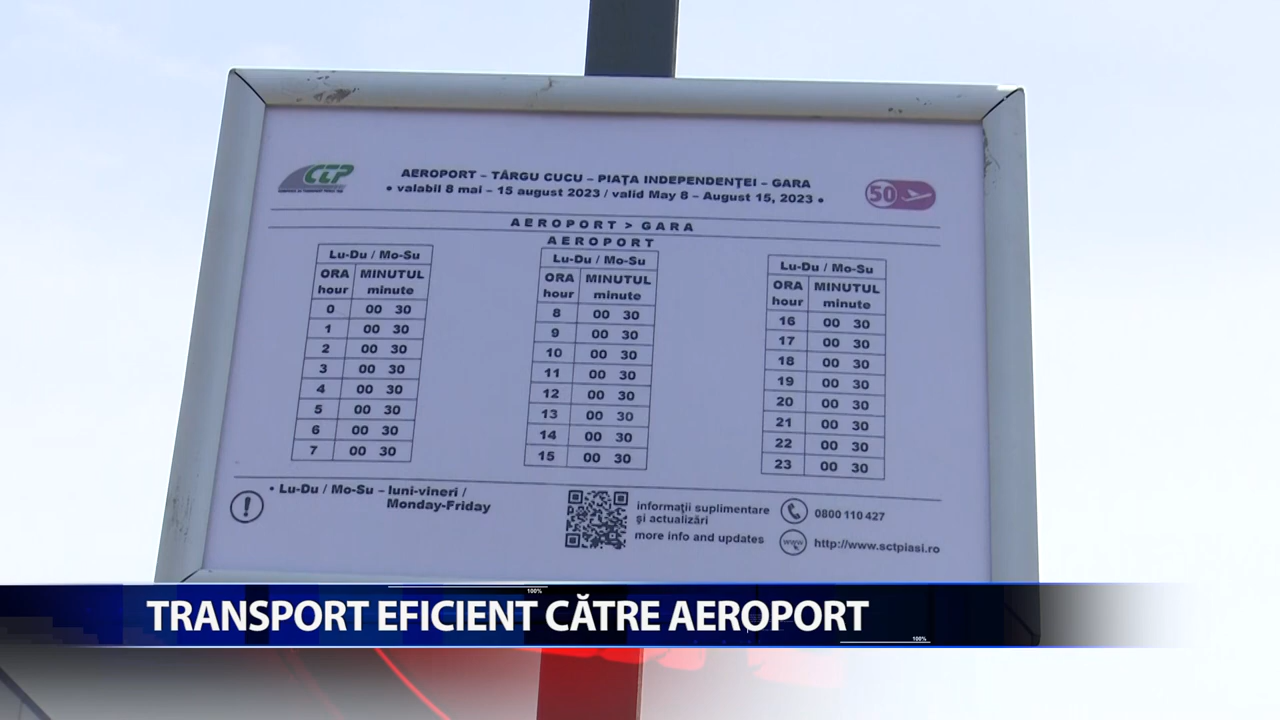 CTP
AEROPORT – TÂRGU CUCU – PIAȚA INDEPENDENȚEI – GARA
• valabil 8 mai – 15 august 2023 / valid May 8 – August 15, 2023 •
50
AEROPORT > GARA
AEROPORT
Lu-Du / Mo-Su
ORA MINUTUL
hour minute
0 00 30
1 00 30
2 00 30
3 00 30
4 00 30
5 00 30
6 00 30
7 00 30
Lu-Du / Mo-Su
ORA MINUTUL
hour minute
8 00 30
9 00 30
10 00 30
11 00 30
12 00 30
13 00 30
14 00 30
15 00 30
Lu-Du / Mo-Su
ORA MINUTUL
hour minute
16 00 30
17 00 30
18 00 30
19 00 30
20 00 30
21 00 30
22 00 30
23 00 30
• Lu-Du / Mo-Su – luni-vineri /
Monday-Friday
informații suplimentare
și actualizări
more info and updates
0800 110 427
www
http://www.sctpiasi.ro
100%
TRANSPORT EFICIENT CĂTRE AEROPORT
100%